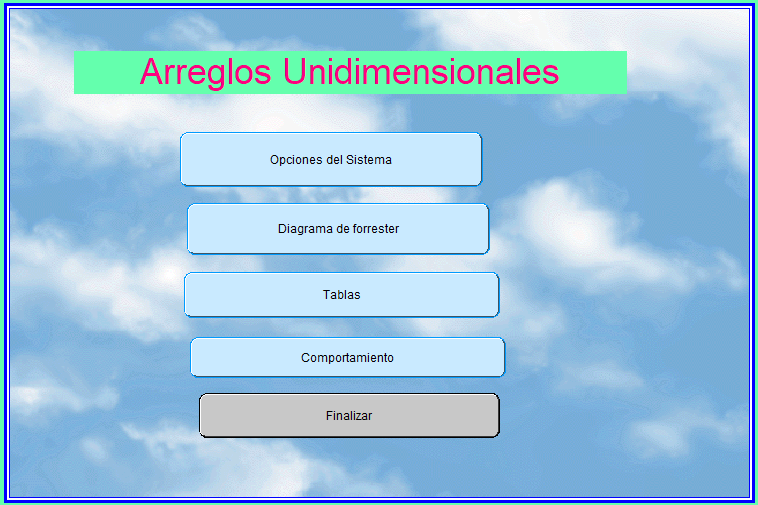 Arreglos Unidimensionales
Opciones del Sistema
Diagrama de forrester
Tablas
Comportamiento
Finalizar